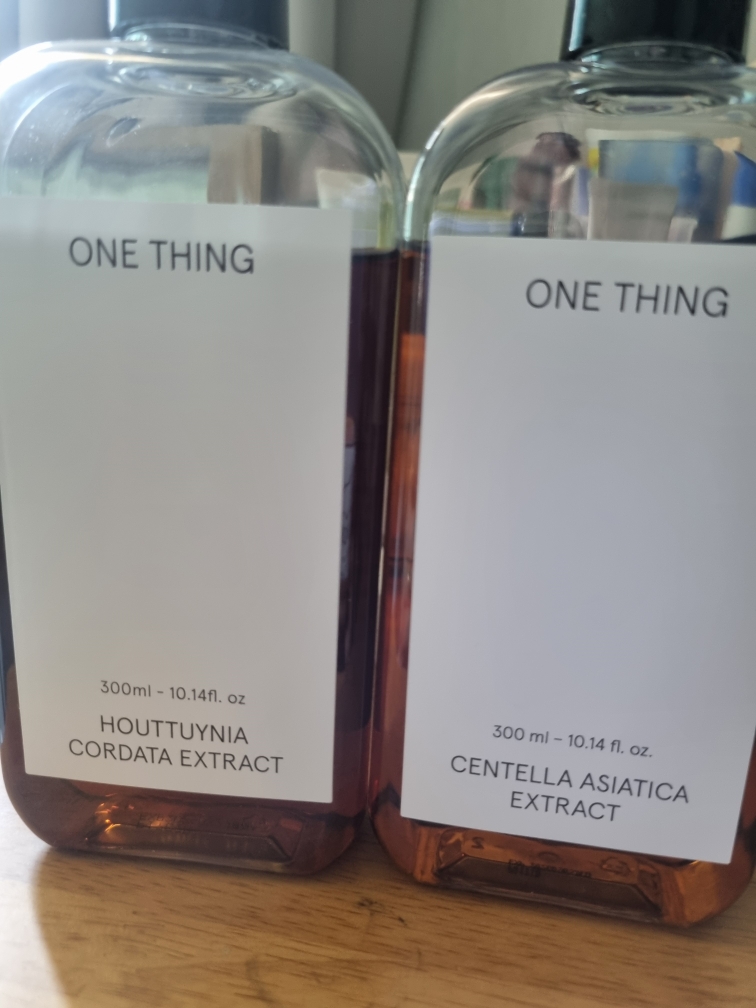 ONE THING
300ml - 10.14fl. oz
HOUTTUYNIA
CORDATA EXTRACT
ONE THING
300 ml - 10.14 fl. oz.
CENTELLA ASIATICA
EXTRACT